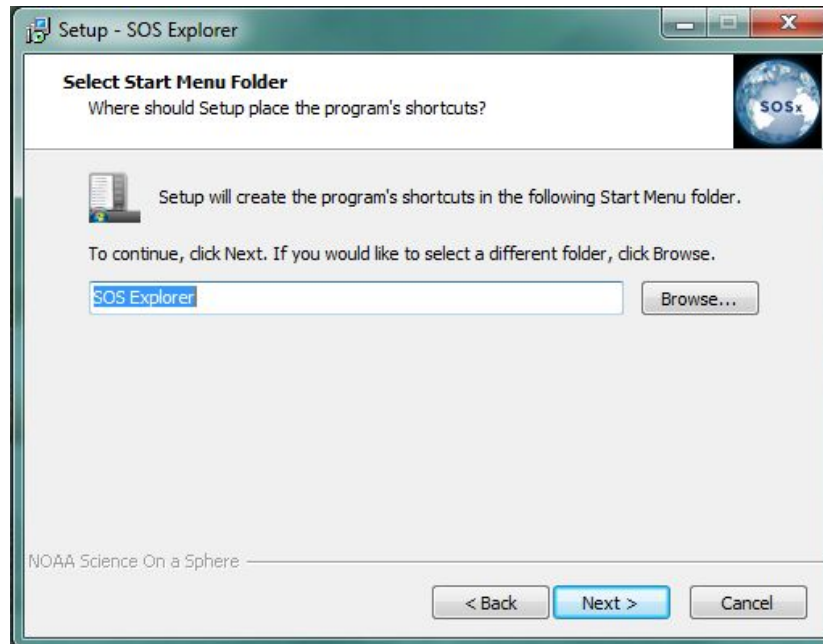 Setup - SOS Explorer
Select Start Menu Folder
Where should Setup place the program's shortcuts?
SOSx
Setup will create the program's shortcuts in the following Start Menu folder.
To continue, click Next. If you would like to select a different folder, click Browse.
SOS Explorer
Browse...
NOAA Science On a Sphere
< Back
Next >
Cancel